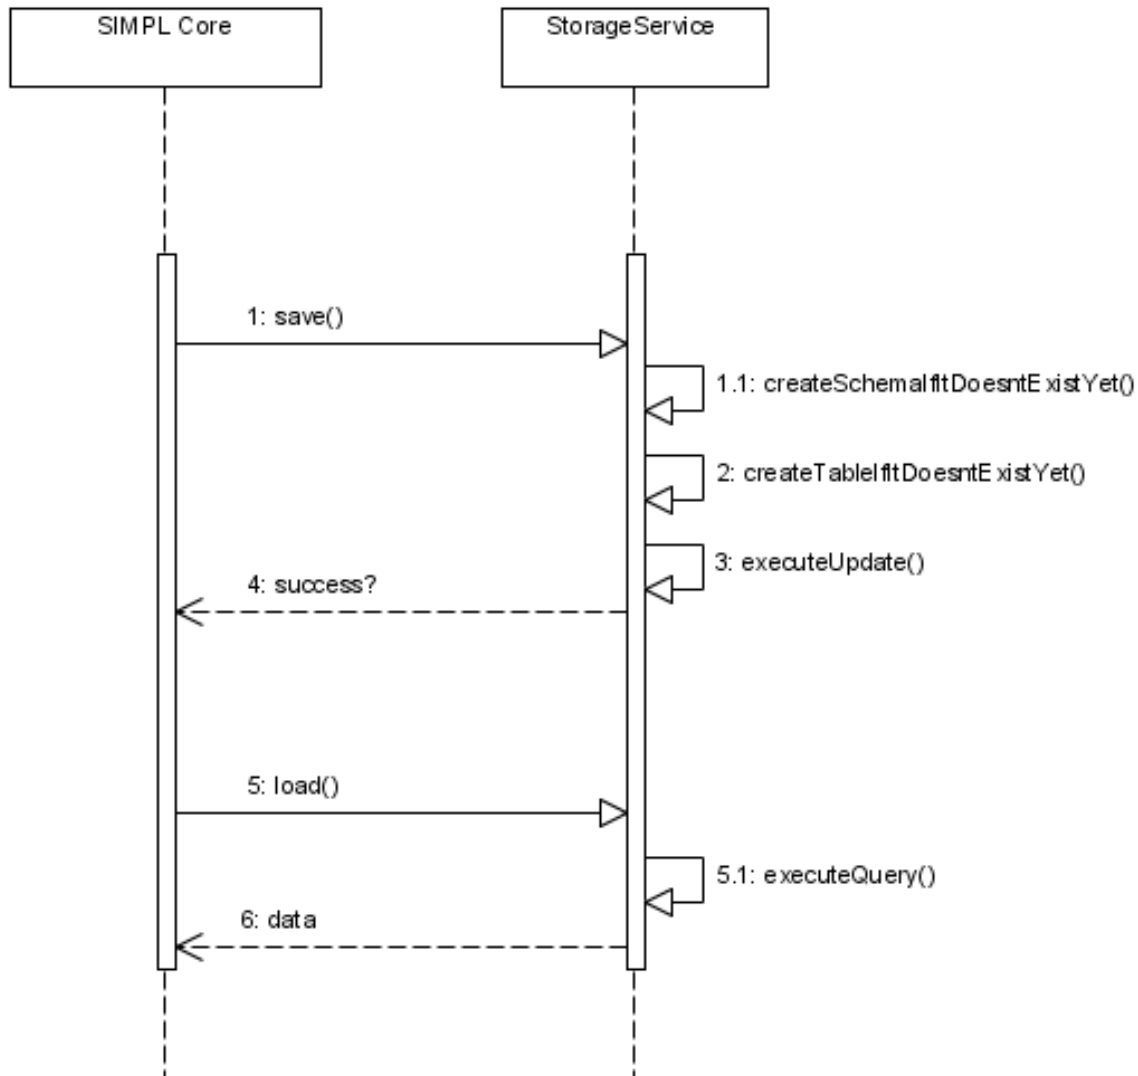 SIMPL Core
StorageService
1: save()
1.1: createSchemaIfItDoesntExistYet()
2: createTableIfItDoesntExistYet()
3: executeUpdate()
4: success?
5: load()
5.1: executeQuery()
6: data